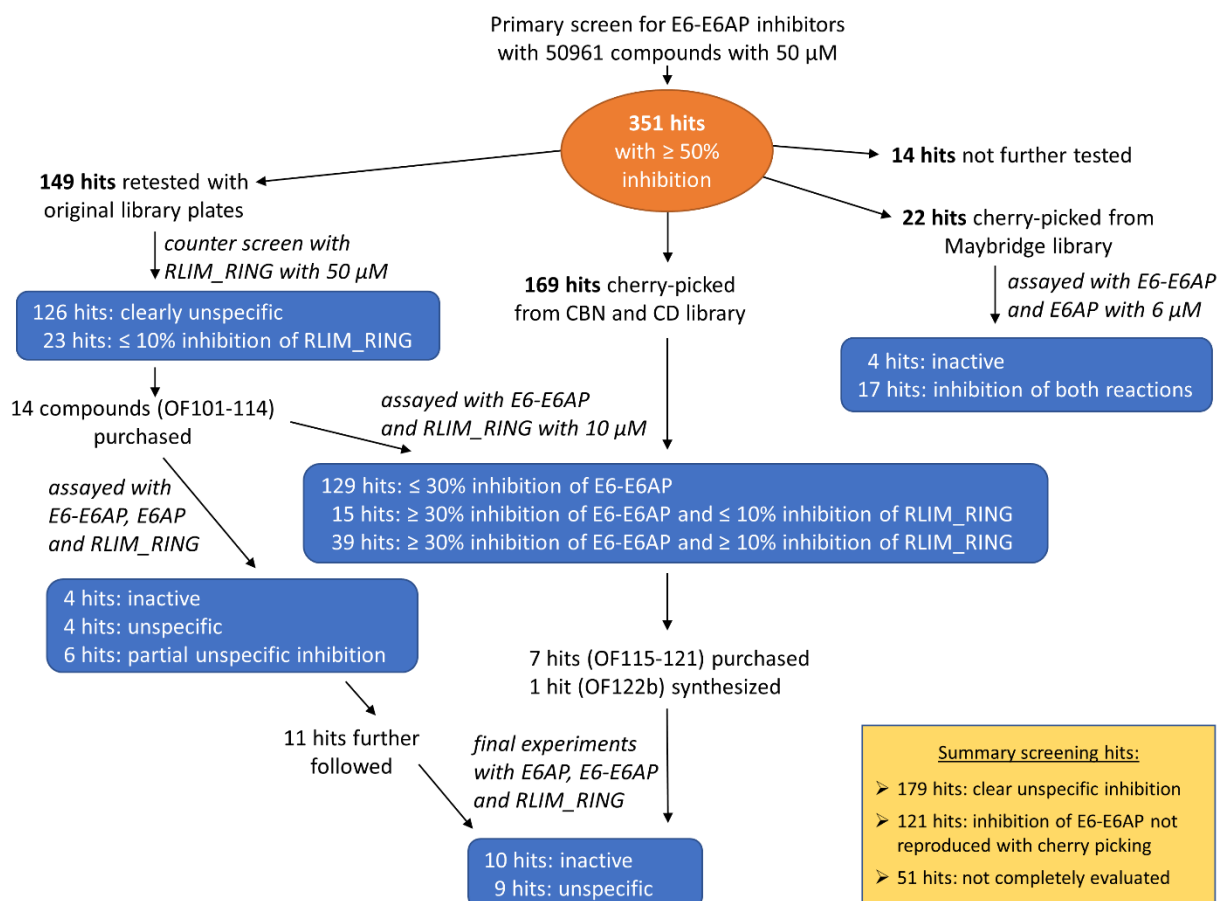 Primary screen for E6-E6AP inhibitors
with 50961 compounds with 50 µM
351 hits
with ≥ 50%
inhibition
14 hits not further tested
149 hits retested with
original library plates
22 hits cherry-picked from
Maybridge library
counter screen with
RLIM_RING with 50 µM
169 hits cherry-picked
from CBN and CD library
assayed with E6-E6AP
and E6AP with 6 µM
126 hits: clearly unspecific
23 hits: ≤ 10% inhibition of RLIM_RING
4 hits: inactive
17 hits: inhibition of both reactions
14 compounds (OF101-114)
purchased
assayed with E6-E6AP
and RLIM_RING with 10 µM
assayed with
E6-E6AP, E6AP
and RLIM_RING
129 hits: ≤ 30% inhibition of E6-E6AP
15 hits: ≥ 30% inhibition of E6-E6AP and ≤ 10% inhibition of RLIM_RING
39 hits: ≥ 30% inhibition of E6-E6AP and ≥ 10% inhibition of RLIM_RING
4 hits: inactive
4 hits: unspecific
6 hits: partial unspecific inhibition
7 hits (OF115-121) purchased
1 hit (OF122b) synthesized
11 hits further
followed
final experiments
with E6AP, E6-E6AP
and RLIM_RING
10 hits: inactive
9 hits: unspecific
Summary screening hits:
➢ 179 hits: clear unspecific inhibition
➢ 121 hits: inhibition of E6-E6AP not
reproduced with cherry picking
➢ 51 hits: not completely evaluated